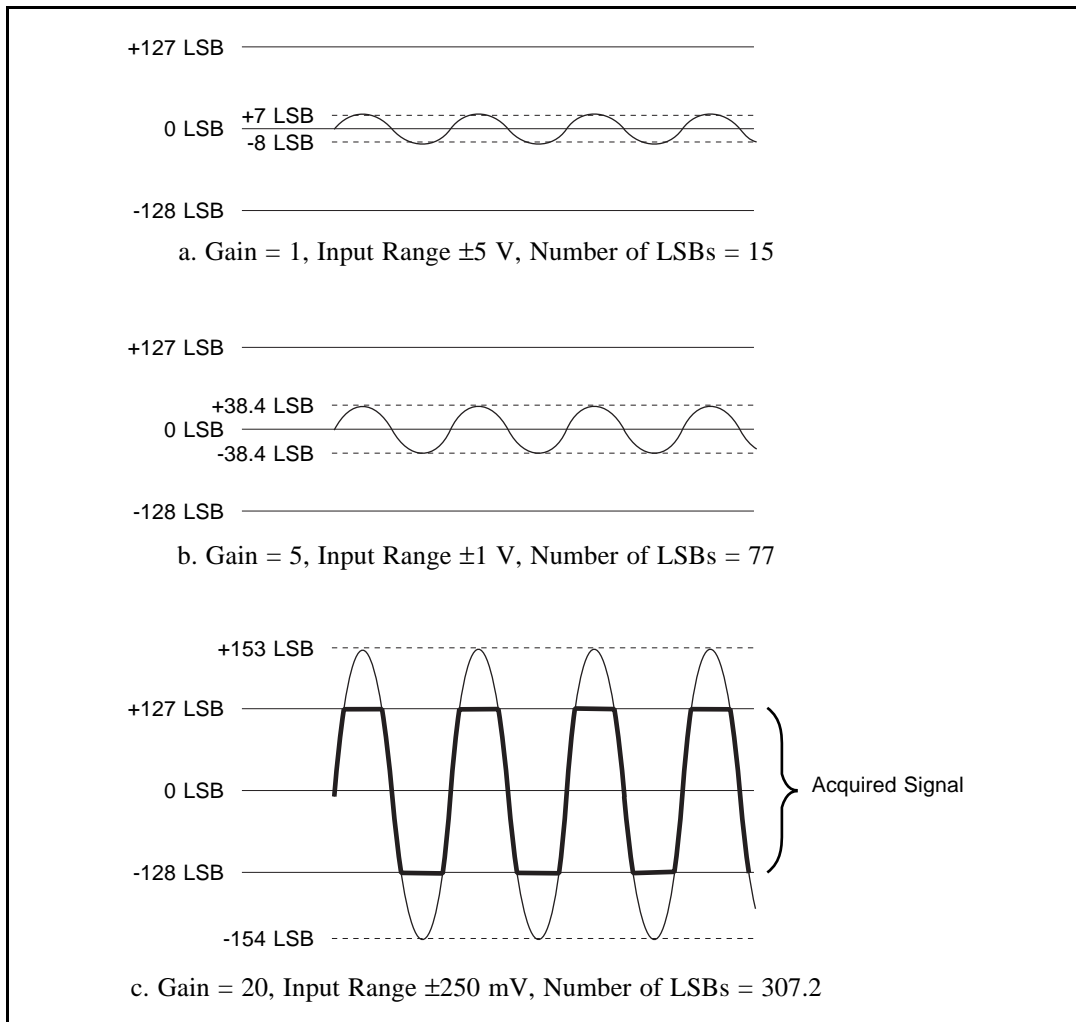 +127 LSB
+7 LSB
0 LSB
-8 LSB
-128 LSB
a. Gain = 1, Input Range ±5 V, Number of LSBs = 15
+127 LSB
+38.4 LSB
0 LSB
-38.4 LSB
-128 LSB
b. Gain = 5, Input Range ±1 V, Number of LSBs = 77
+153 LSB
+127 LSB
0 LSB
Acquired Signal
-128 LSB
-154 LSB
c. Gain = 20, Input Range ±250 mV, Number of LSBs = 307.2